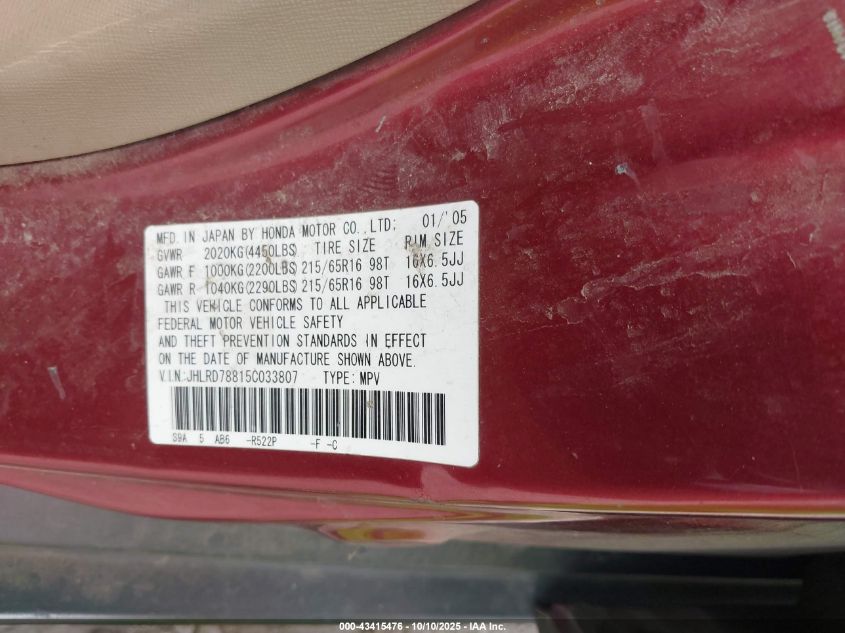 MFD. IN JAPAN BY HONDA MOTOR CO., LTD; 01/'05
GVWR 2020KG(4450LBS) TIRE SIZE RIM SIZE
GAWR F 1000KG(2200LBS) 215/65R16 98T 16X6.5JJ
GAWR R 1040KG(2290LBS) 215/65R16 98T 16X6.5JJ
THIS VEHICLE CONFORMS TO ALL APPLICABLE
FEDERAL MOTOR VEHICLE SAFETY
AND THEFT PREVENTION STANDARDS IN EFFECT
ON THE DATE OF MANUFACTURE SHOWN ABOVE.
V.I.N:JHLRD78815C033807 TYPE: MPV
S9A 5 AB6 -R522P -F -C
000-43415476 - 10/10/2025 - IAA Inc.